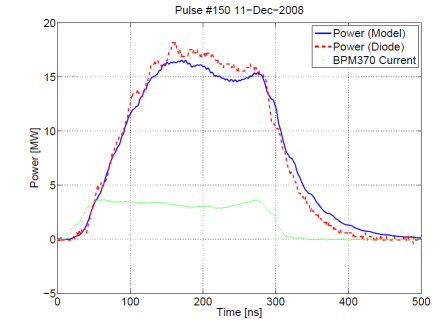 Pulse #150 11-Dec-2008
20
15
10
5
0
-5
Power [MW]
Power (Model)
Power (Diode)
BPM370 Current
0 100 200 300 400 500
Time [ns]